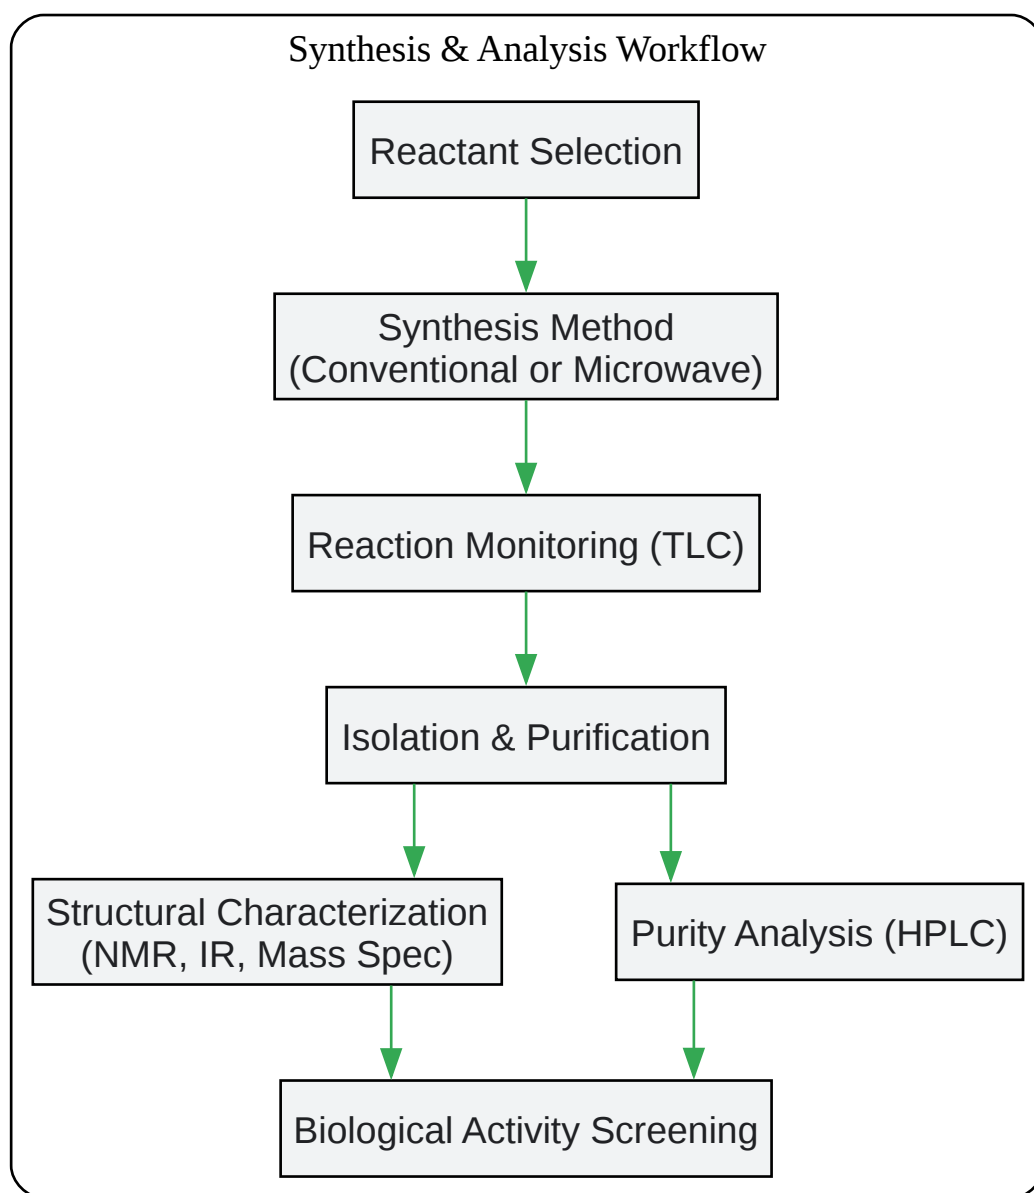 Synthesis & Analysis Workflow
Reactant Selection
Synthesis Method
(Conventional or Microwave)
Reaction Monitoring (TLC)
Isolation & Purification
Structural Characterization
(NMR, IR, Mass Spec)
Purity Analysis (HPLC)
Biological Activity Screening